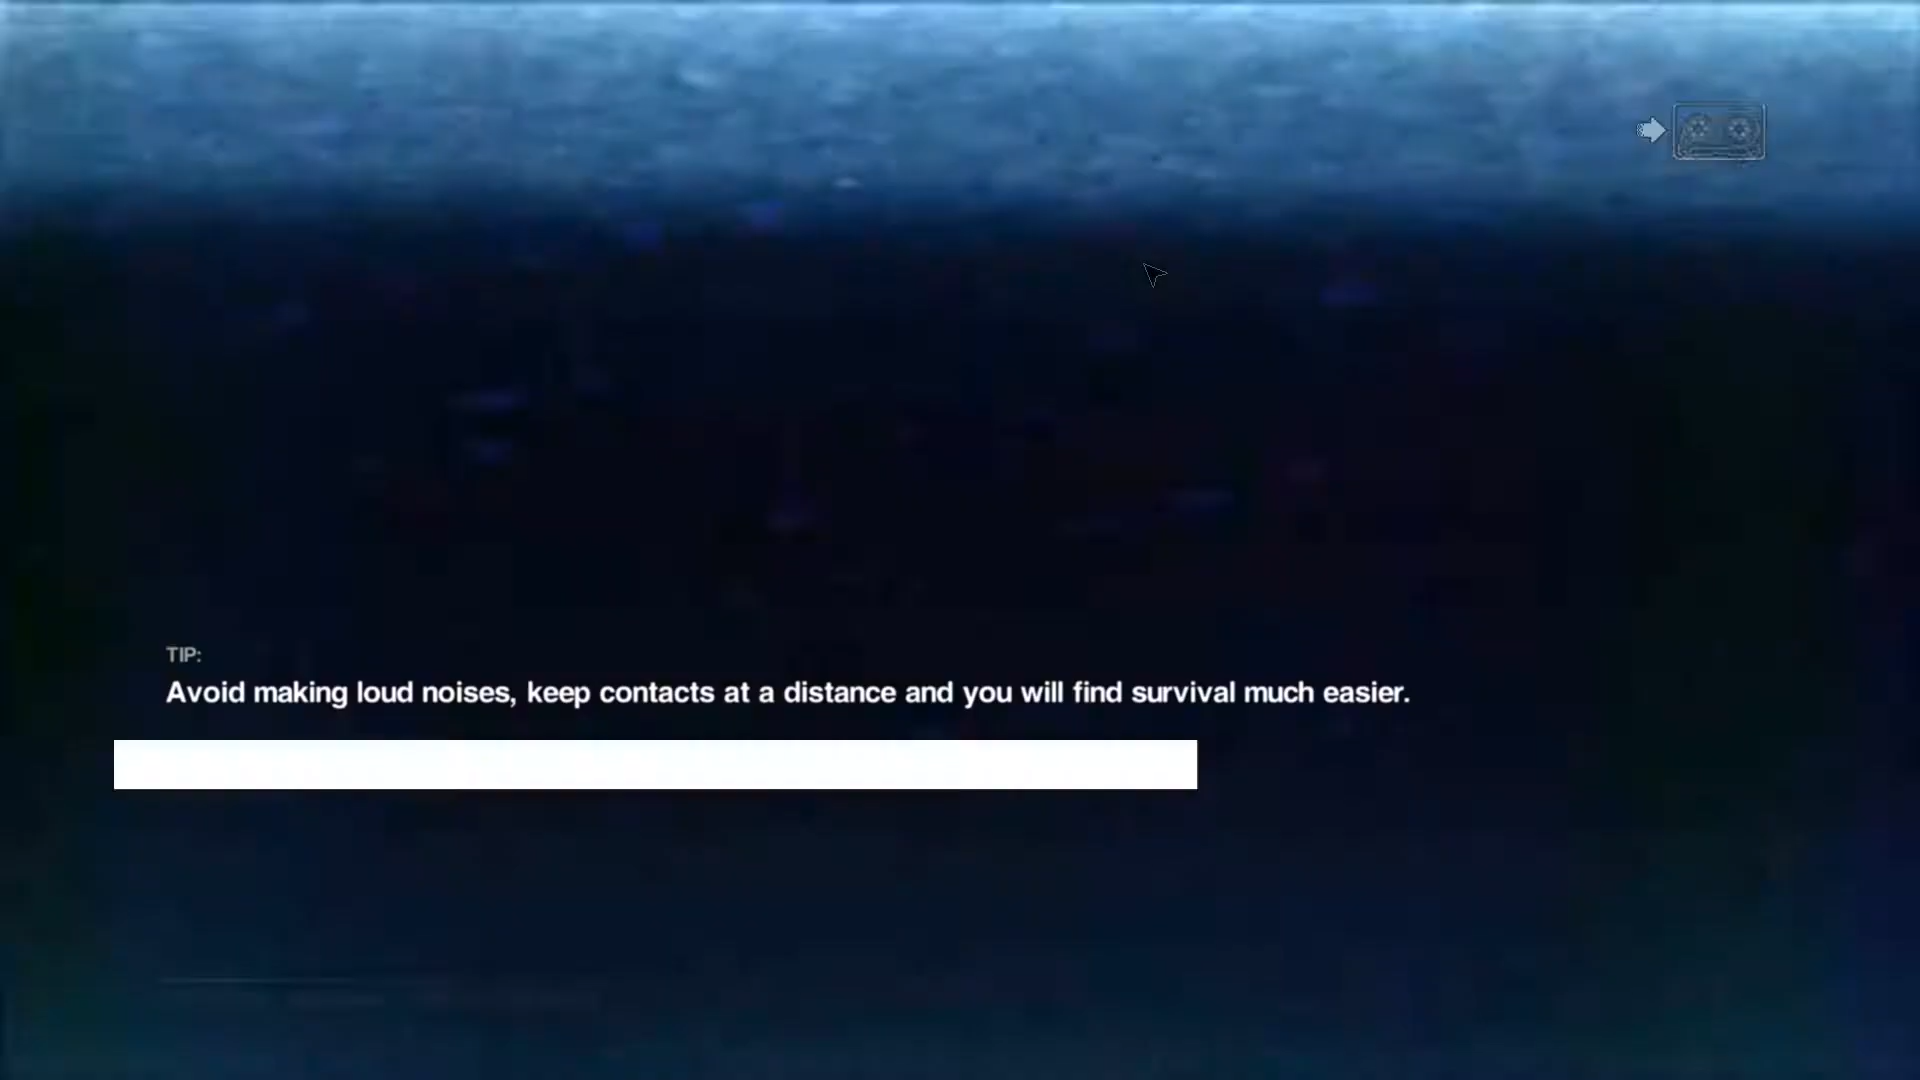 TIP:
Avoid making loud noises, keep contacts at a distance and you will find survival much easier.